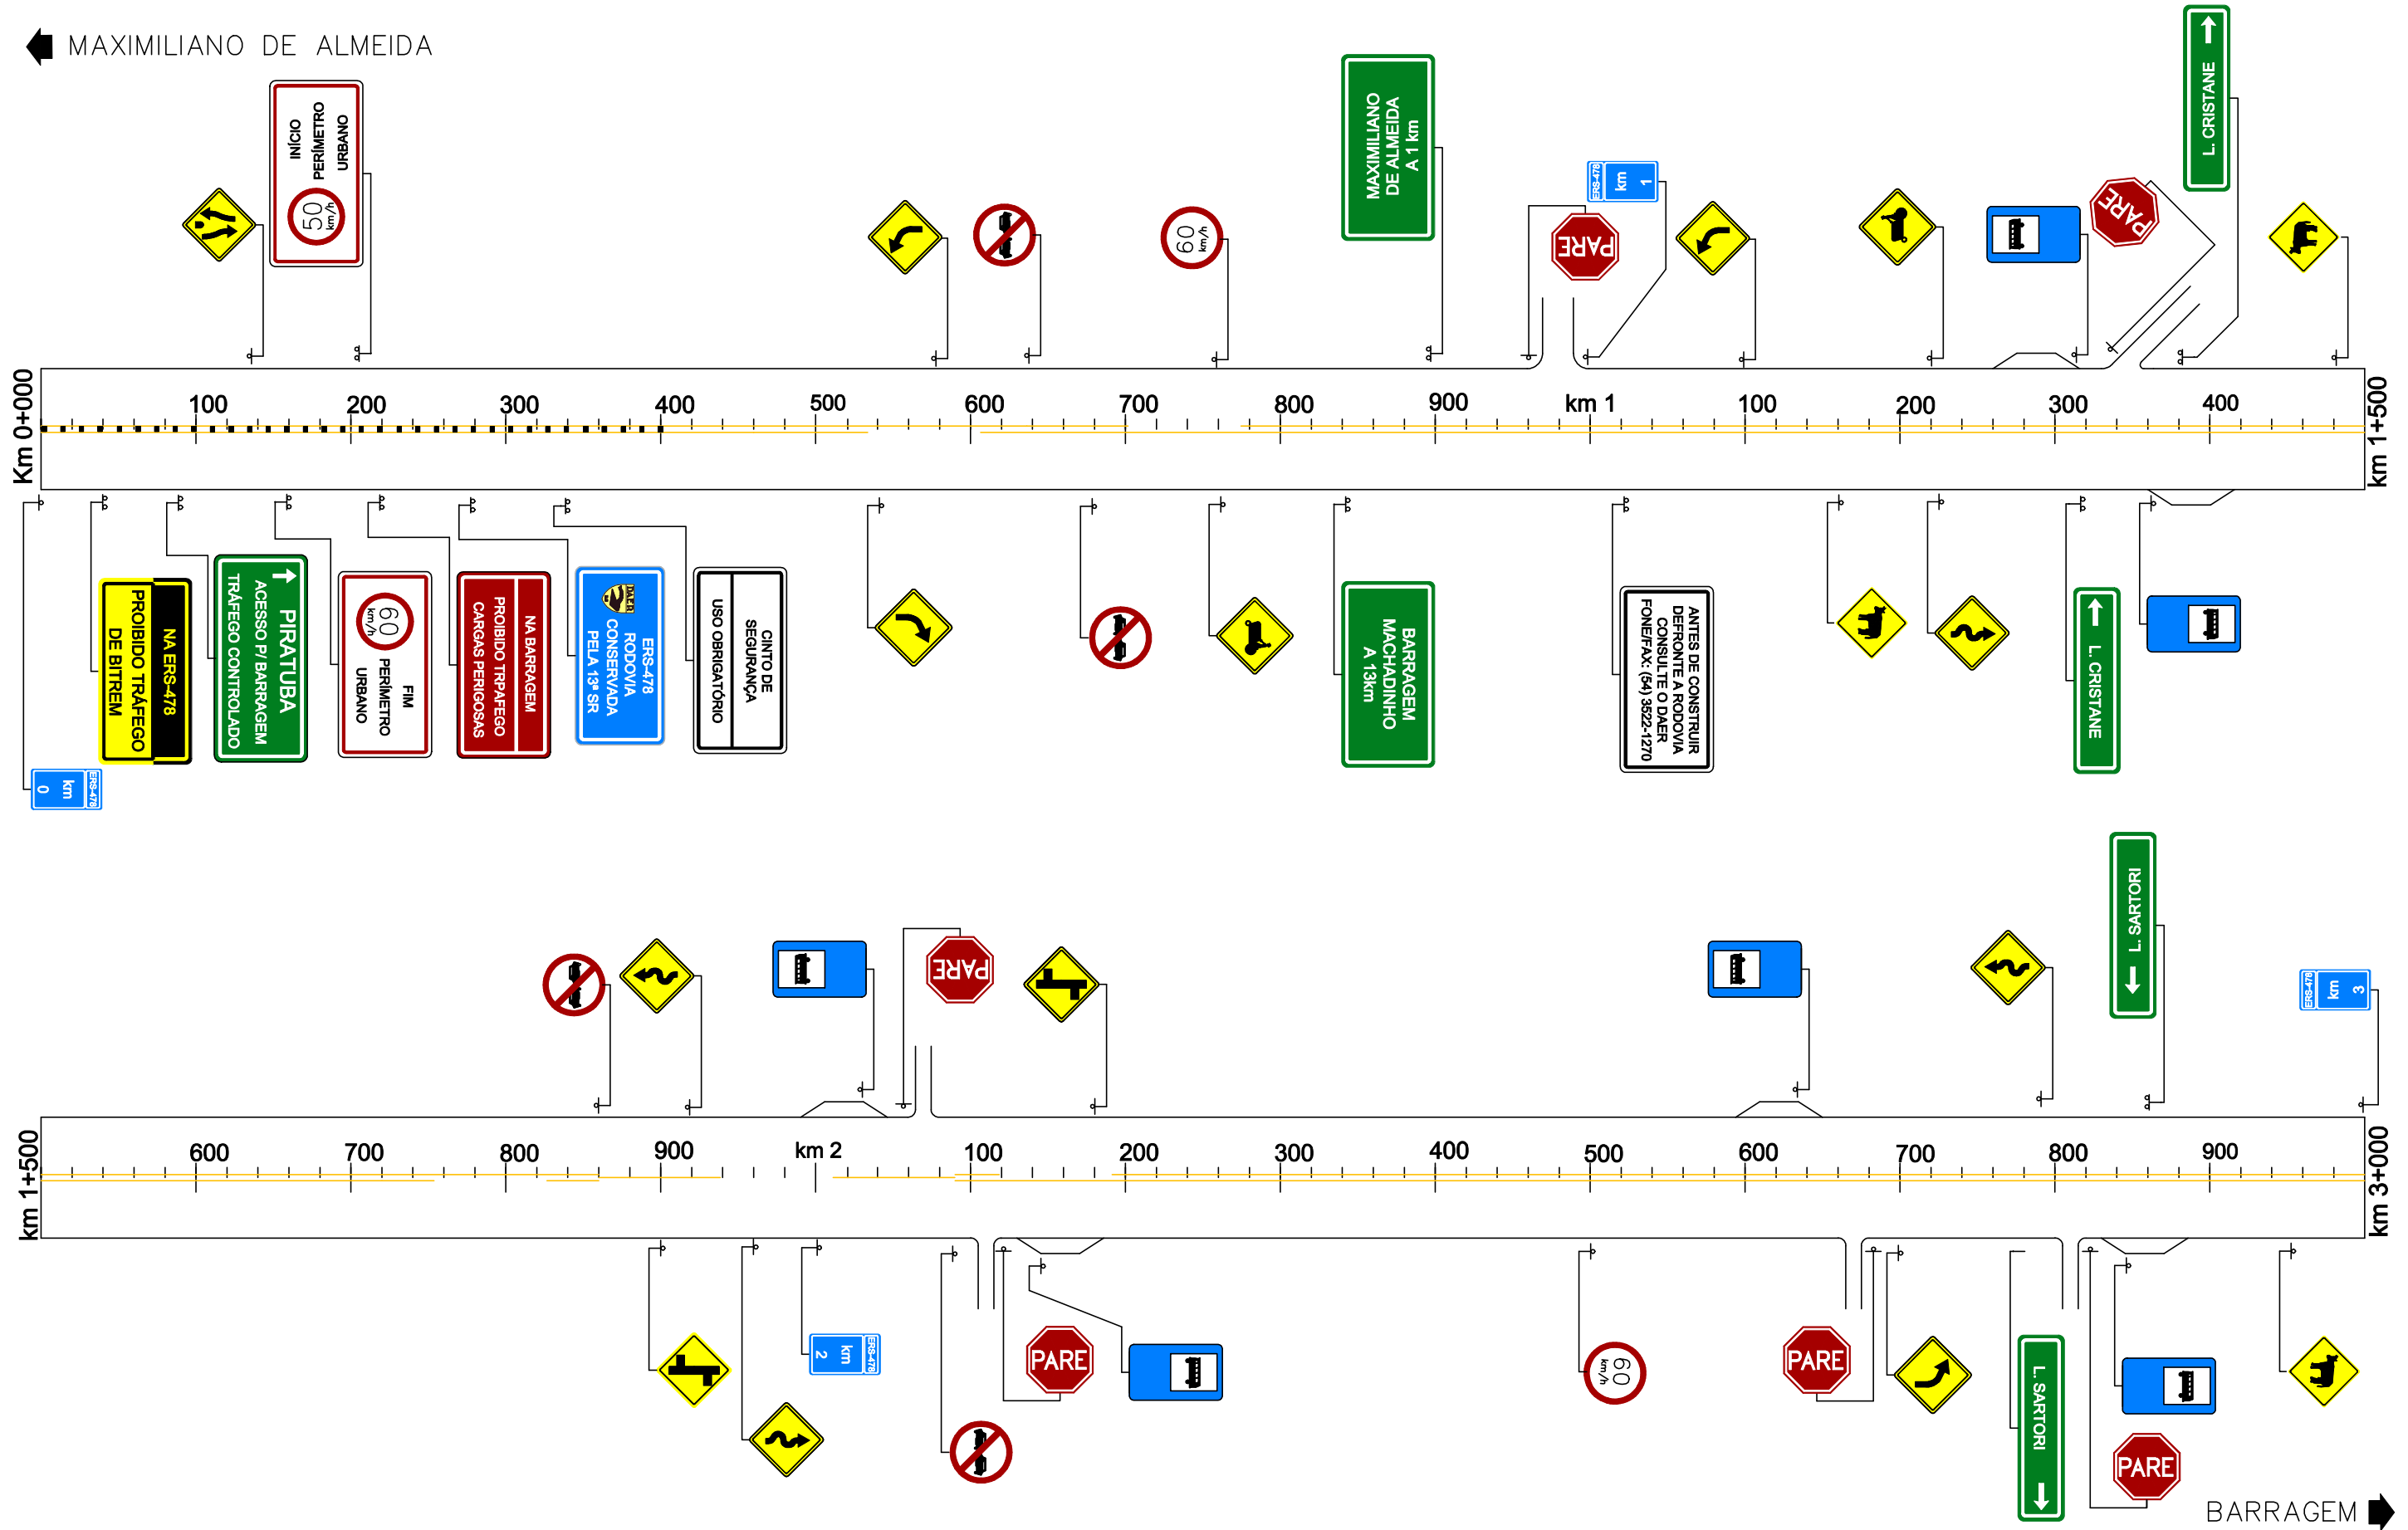 MAXIMILIANO DE ALMEIDA
INÍCIO
PERÍMETRO
URBANO
50
km/h
60
km/h
MAXIMILIANO
DE ALMEIDA
A 1 km
PARE
ERS-478
km
1
PARE
L. CRISTANE
Km 0+000
100
200
300
400
500
600
700
800
900
km 1
100
200
300
400
km 1+500
ERS-478
km
0
NA ERS-478
PROIBIDO TRÁFEGO
DE BITREM
PIRATUBA
ACESSO P/ BARRAGEM
TRÁFEGO CONTROLADO
FIM
PERÍMETRO
URBANO
60
km/h
NA BARRAGEM
PROIBIDO TRPAFEGO
CARGAS PERIGOSAS
DAER
ERS-478
RODOVIA
CONSERVADA
PELA 13ª SR
CINTO DE
SEGURANÇA
USO OBRIGATÓRIO
BARRAGEM
MACHADINHO
A 13km
ANTES DE CONSTRUIR
DEFRONTE A RODOVIA
CONSULTE O DAER
FONE/FAX: (54) 3522-1270
L. CRISTANE
PARE
L. SARTORI
ERS-478
km
3
km 1+500
600
700
800
900
km 2
100
200
300
400
500
600
700
800
900
km 3+000
ERS-478
km
2
PARE
60
km/h
PARE
L. SARTORI
PARE
BARRAGEM